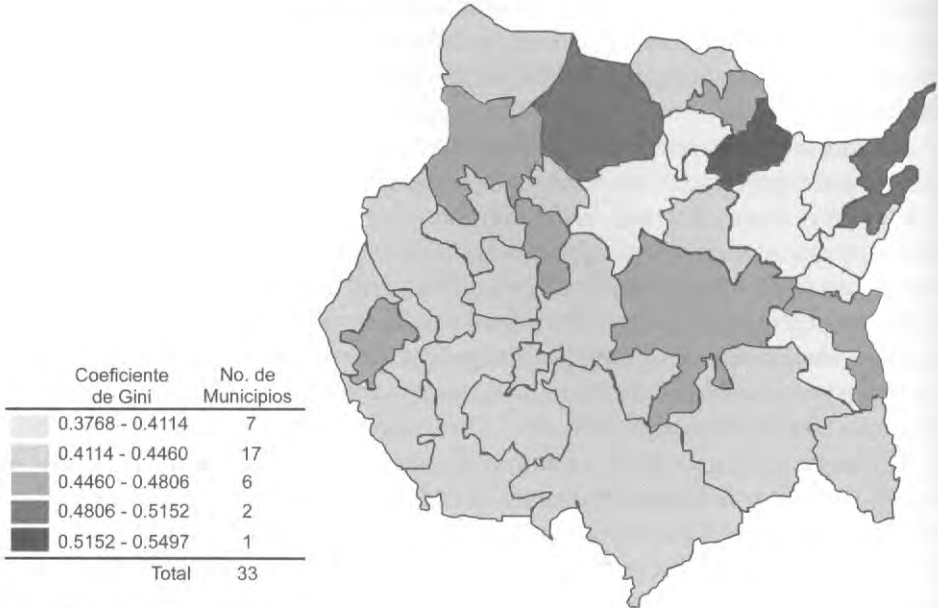 Coeficiente de Gini No. de Municipios
0.3768 - 0.4114 7
0.4114 - 0.4460 17
0.4460 - 0.4806 6
0.4806 - 0.5152 2
0.5152 - 0.5497 1
Total 33